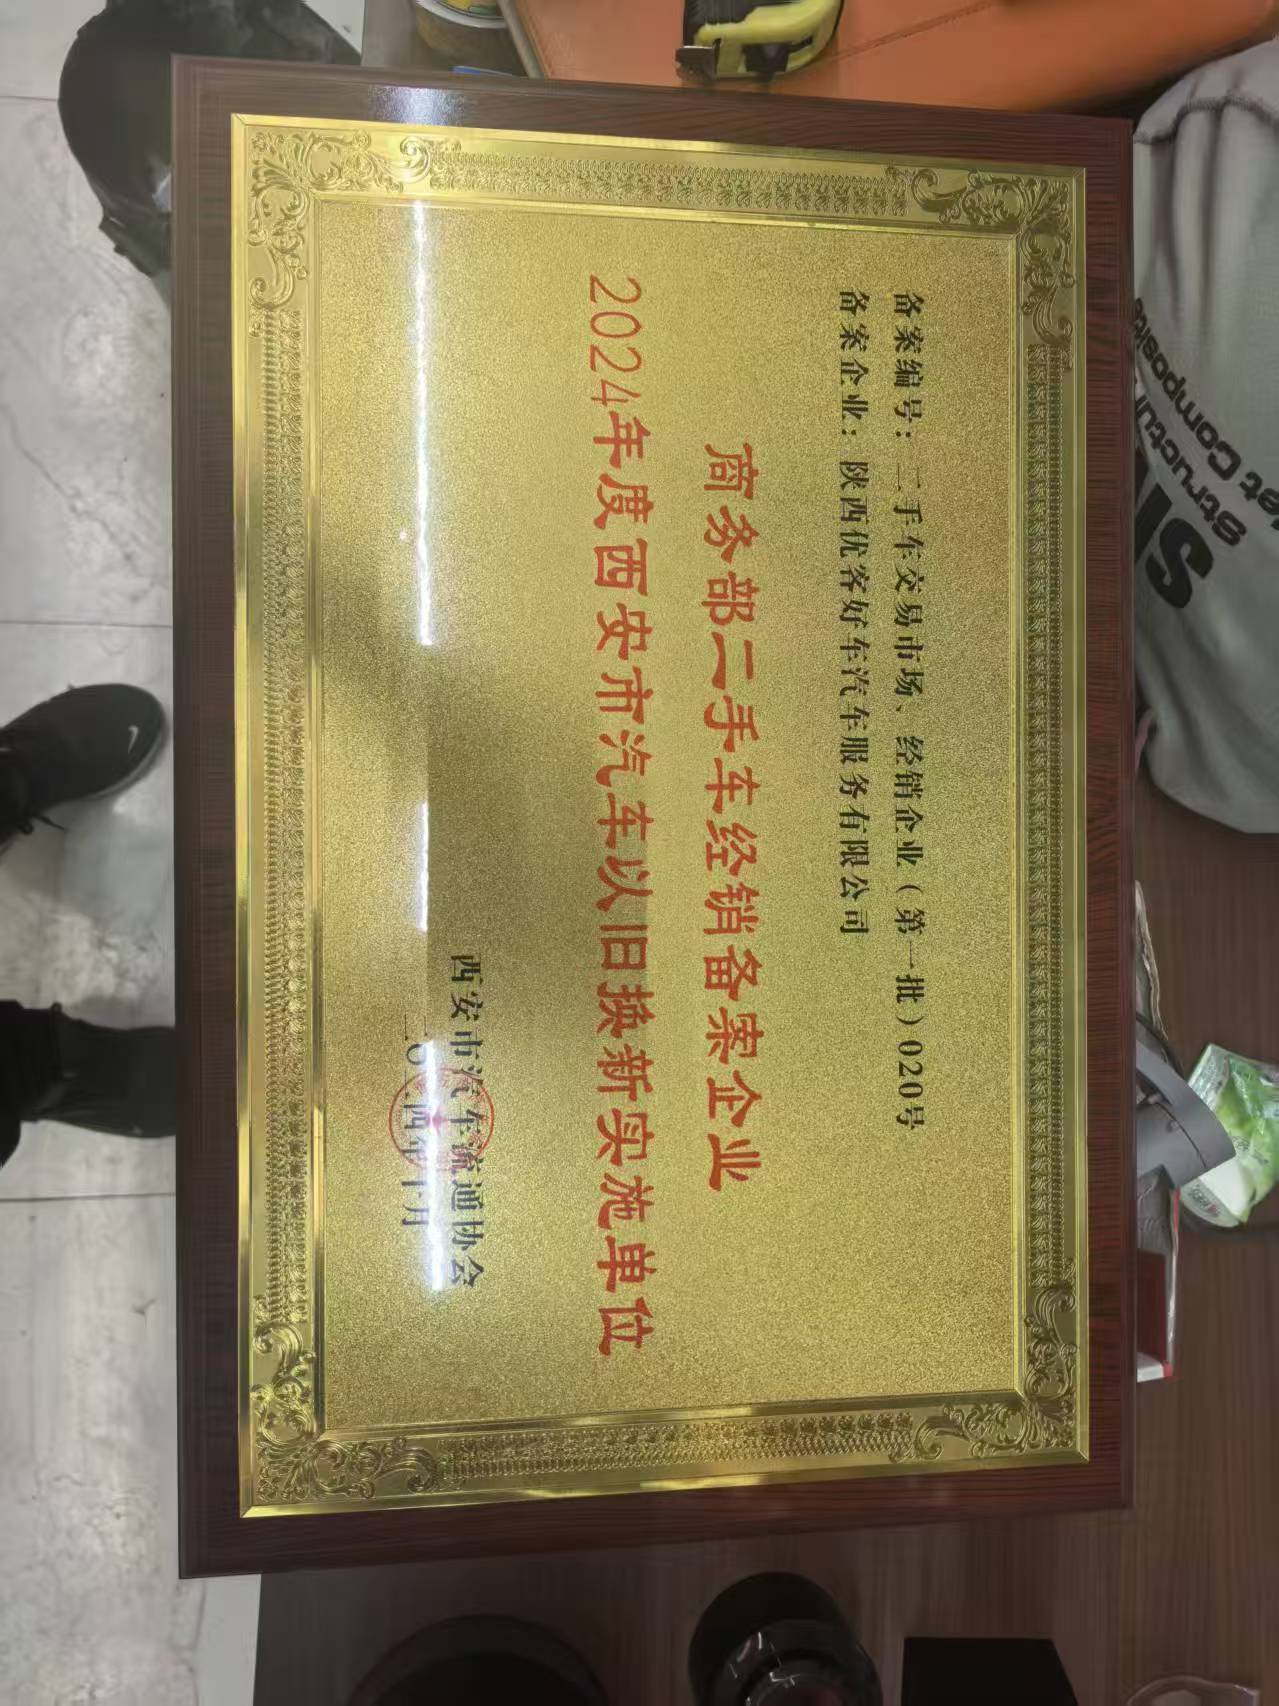 备案编号：二手车交易市场、经销企业（第一批）020号
备案企业：陕西优客好车汽车服务有限公司
商务部二手车经销备案企业
2024年度西安市汽车以旧换新实施单位
西安市汽车流通协会
二〇二四年十月
Structur
et Composite